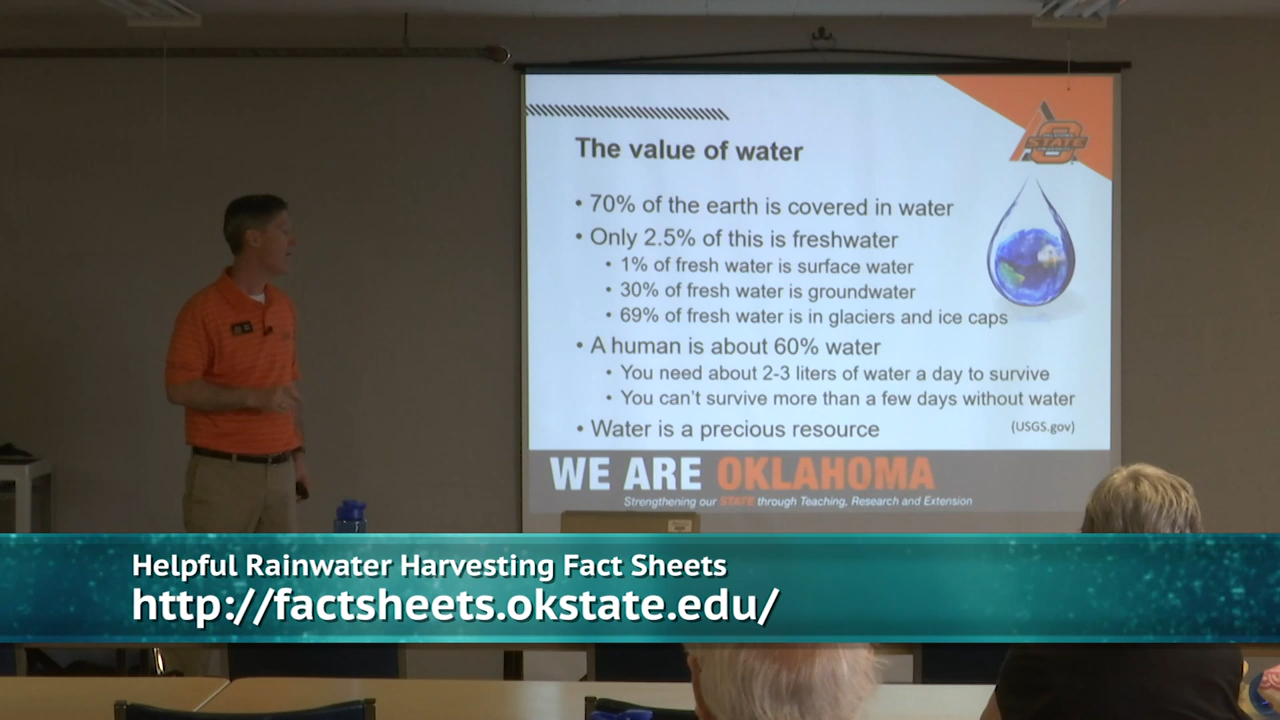 The value of water
• 70% of the earth is covered in water
• Only 2.5% of this is freshwater
• 1% of fresh water is surface water
• 30% of fresh water is groundwater
• 69% of fresh water is in glaciers and ice caps
• A human is about 60% water
• You need about 2-3 liters of water a day to survive
• You can't survive more than a few days without water
• Water is a precious resource
(USGS.gov)
STATE
WE ARE OKLAHOMA
Strengthening our STATE through Teaching, Research and Extension
Helpful Rainwater Harvesting Fact Sheets
http://factsheets.okstate.edu/